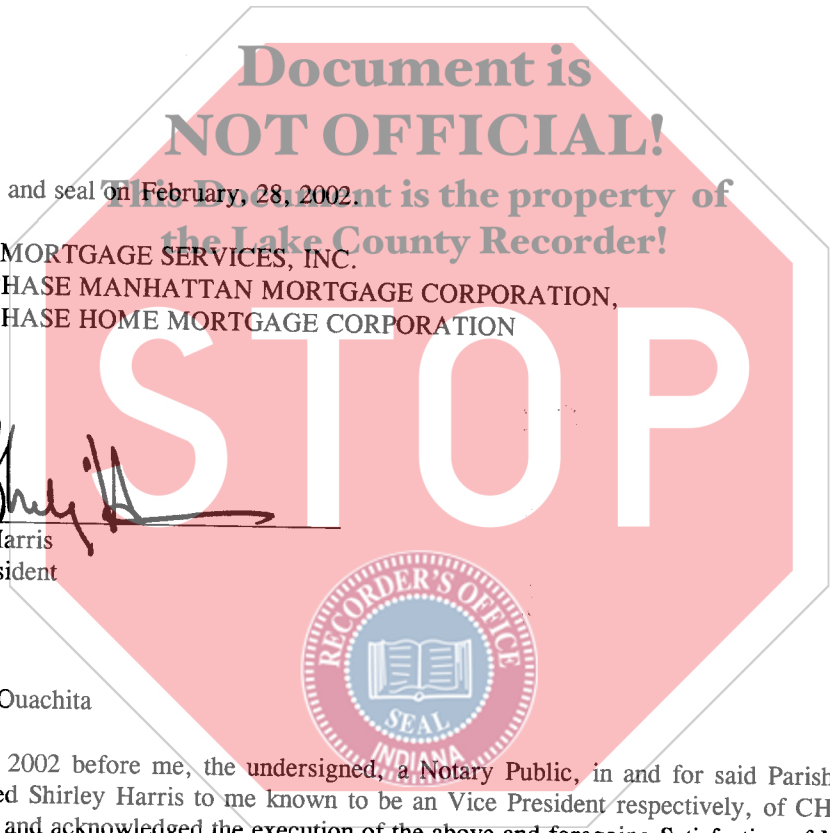 Document is
NOT OFFICIAL!
This Document is the property of
the Lake County Recorder!
and seal on February, 28, 2002.
MORTGAGE SERVICES, INC.
HASE MANHATTAN MORTGAGE CORPORATION,
HASE HOME MORTGAGE CORPORATION
STOP
Harris
sident
RECORDER'S OFFICE
SEAL
INDIANA
Ouachita
2002 before me, the undersigned, a Notary Public, in and for said Parish
ed Shirley Harris to me known to be an Vice President respectively, of CH
and acknowledged the execution of the above and foregoing Satisfaction of